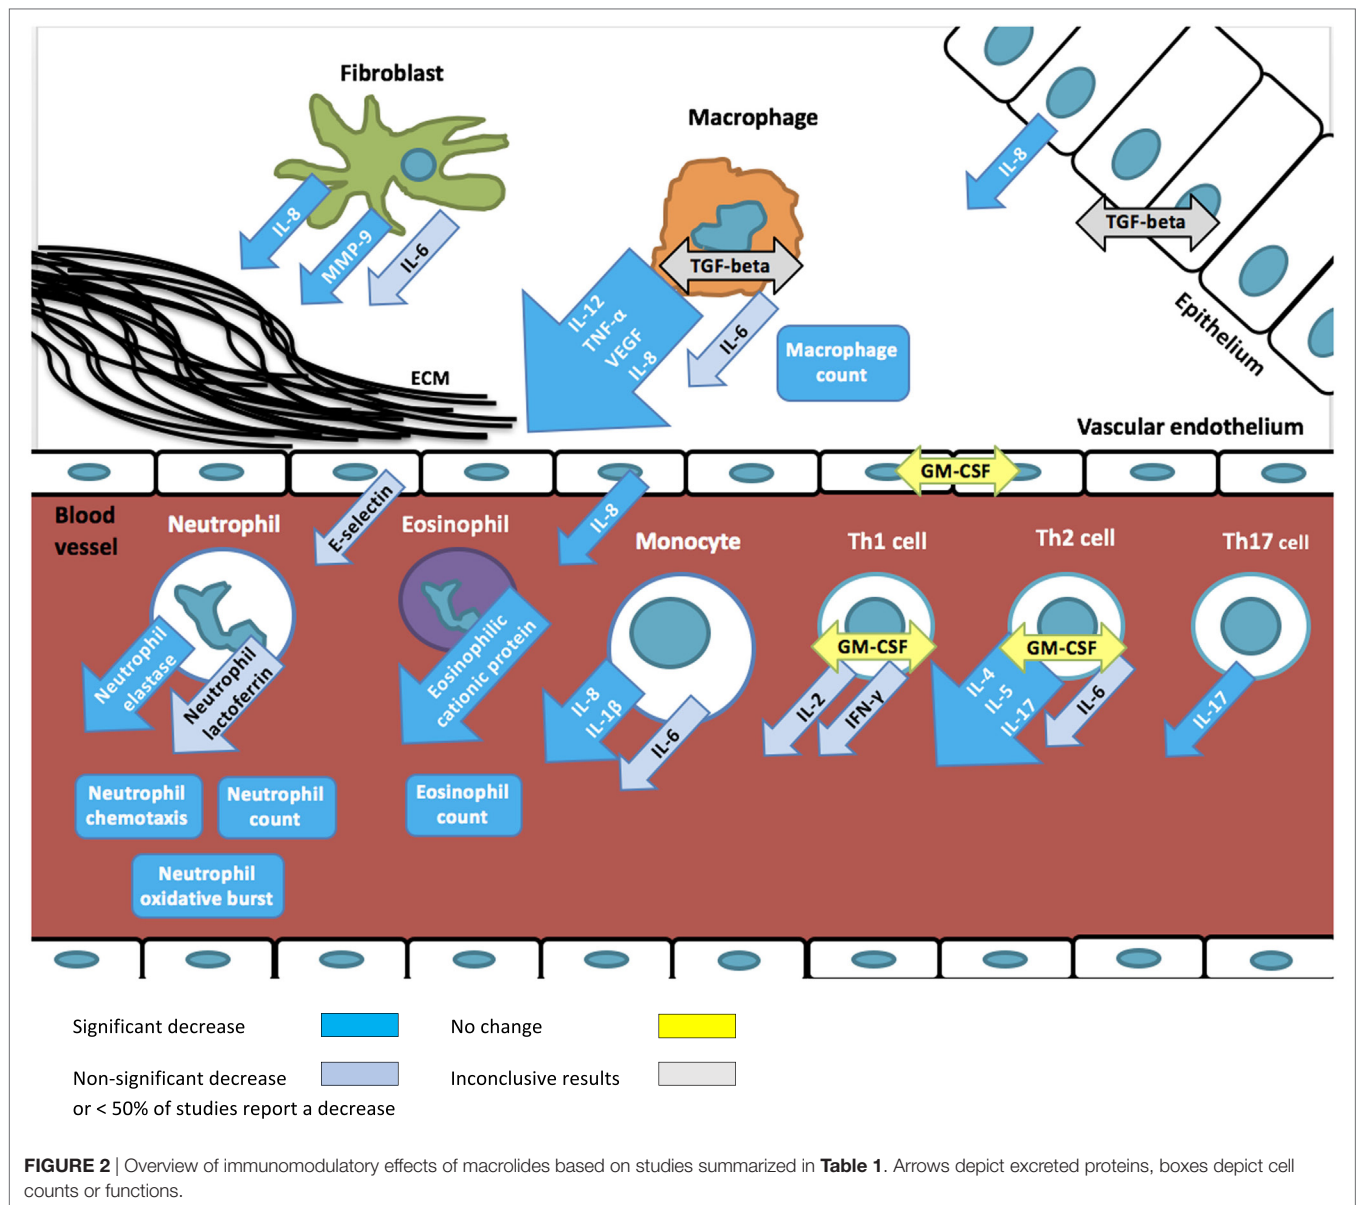 Fibroblast
Macrophage
IL-8
MMP-9
IL-6
TGF-beta
IL-12
TNF-α
VEGF
IL-8
IL-6
Macrophage
count
IL-8
TGF-beta
Epithelium
ECM
Vascular endothelium
GM-CSF
Blood
vessel
Neutrophil
E-selectin
Eosinophil
IL-8
Monocyte
Th1 cell
Th2 cell
Th17 cell
Neutrophil
elastase
Neutrophil
lactoferrin
Eosinophilic
cationic protein
IL-8
IL-1β
IL-6
GM-CSF
IL-2
IFN-γ
GM-CSF
IL-4
IL-5
IL-17
IL-6
IL-17
Neutrophil
chemotaxis
Neutrophil
count
Eosinophil
count
Neutrophil
oxidative burst
Significant decrease
No change
Non-significant decrease
or < 50% of studies report a decrease
Inconclusive results
FIGURE 2 | Overview of immunomodulatory effects of macrolides based on studies summarized in Table 1. Arrows depict excreted proteins, boxes depict cell
counts or functions.